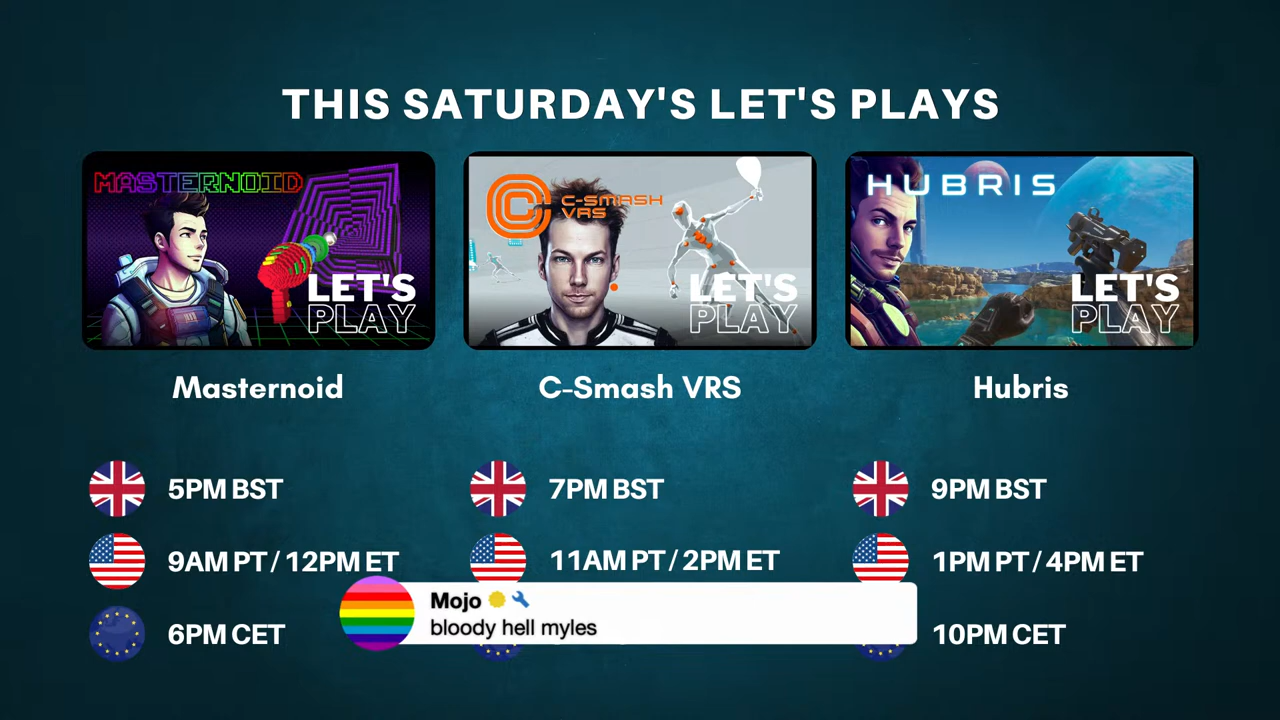 THIS SATURDAY'S LET'S PLAYS
MASTERNOID
LET'S
PLAY
C-SMASH
VRS
LET'S
PLAY
HUBRIS
LET'S
PLAY
Masternoid
C-Smash VRS
Hubris
5PM BST
7PM BST
9PM BST
9AM PT / 12PM ET
11AM PT / 2PM ET
1PM PT / 4PM ET
6PM CET
10PM CET
Mojo
bloody hell myles